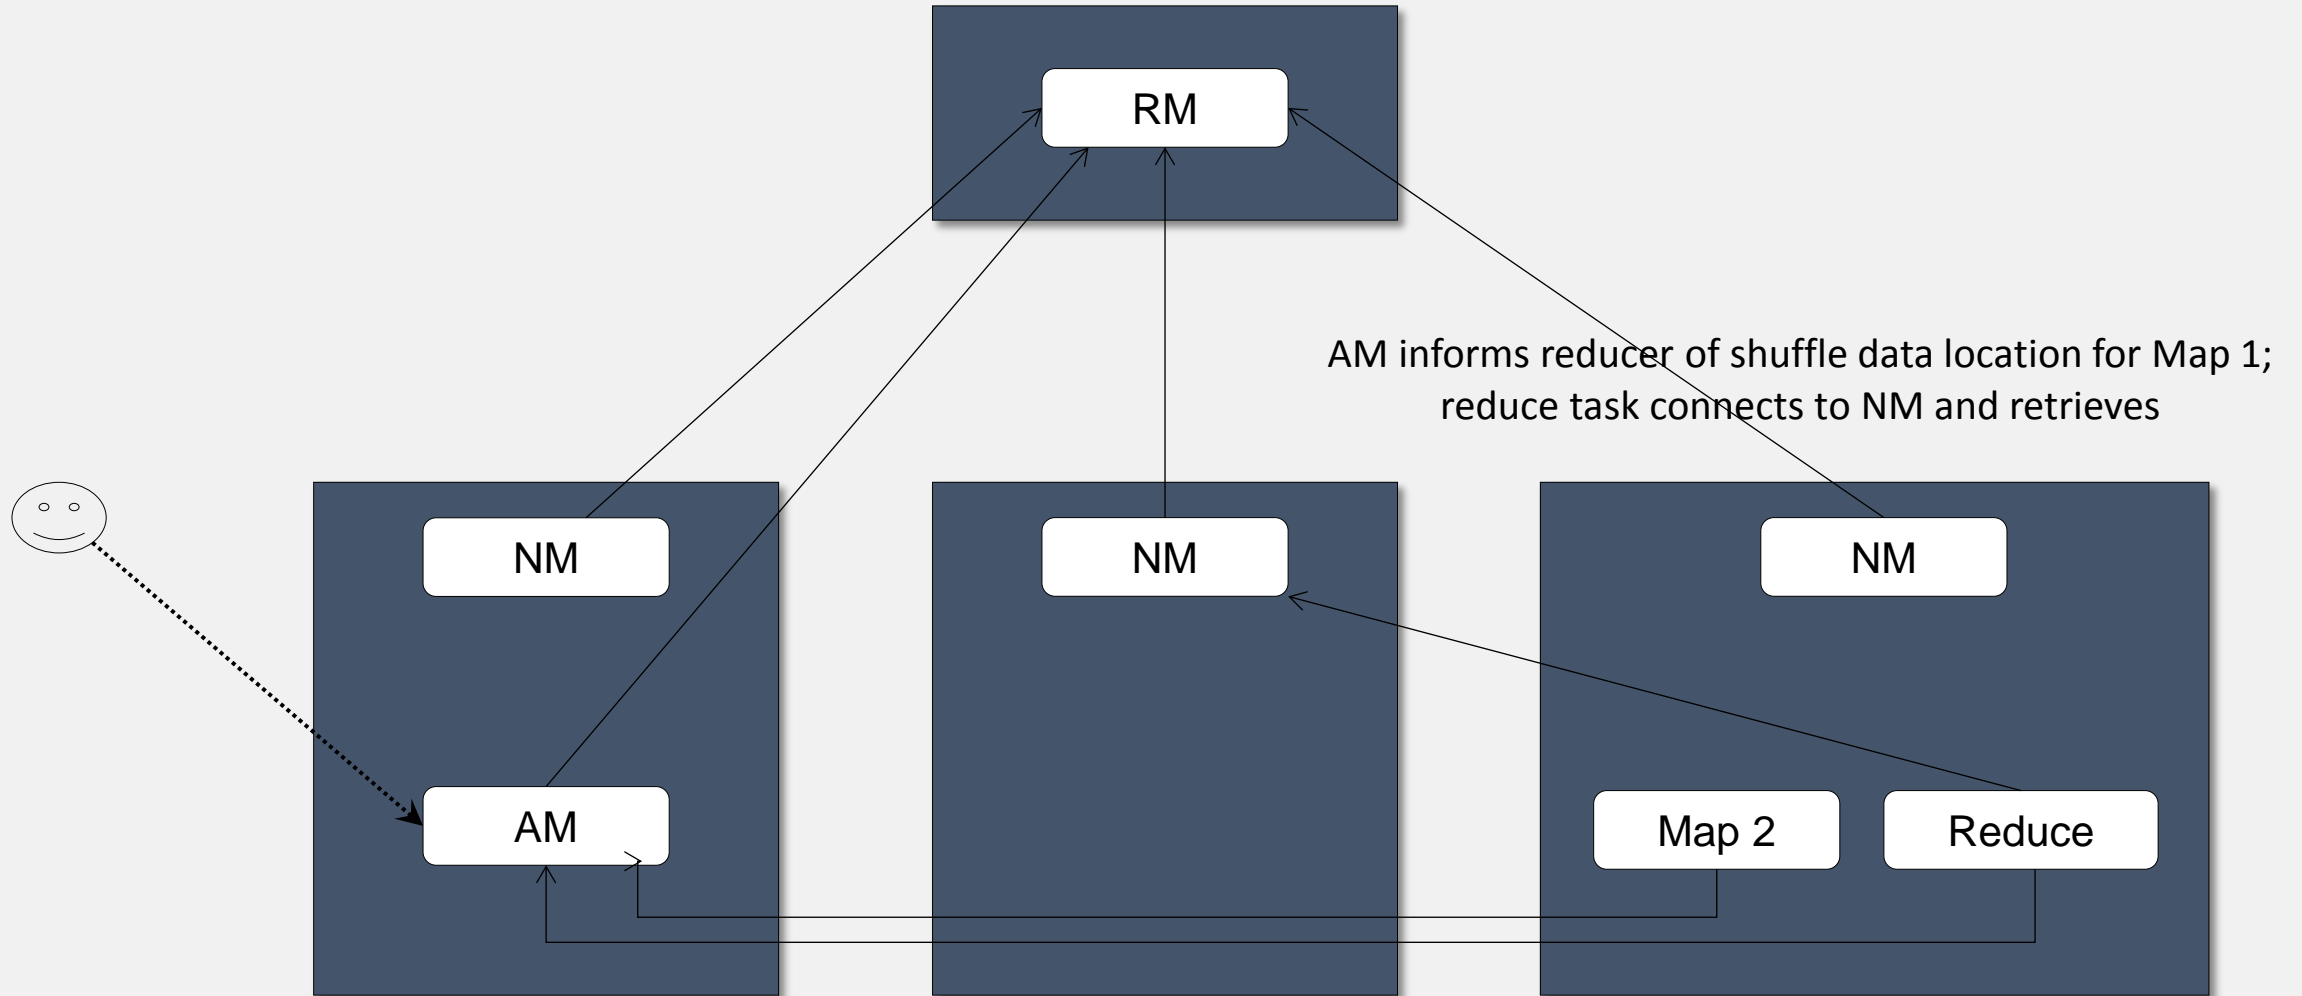 RM
AM informs reducer of shuffle data location for Map 1;
reduce task connects to NM and retrieves
NM
NM
NM
AM
Map 2
Reduce